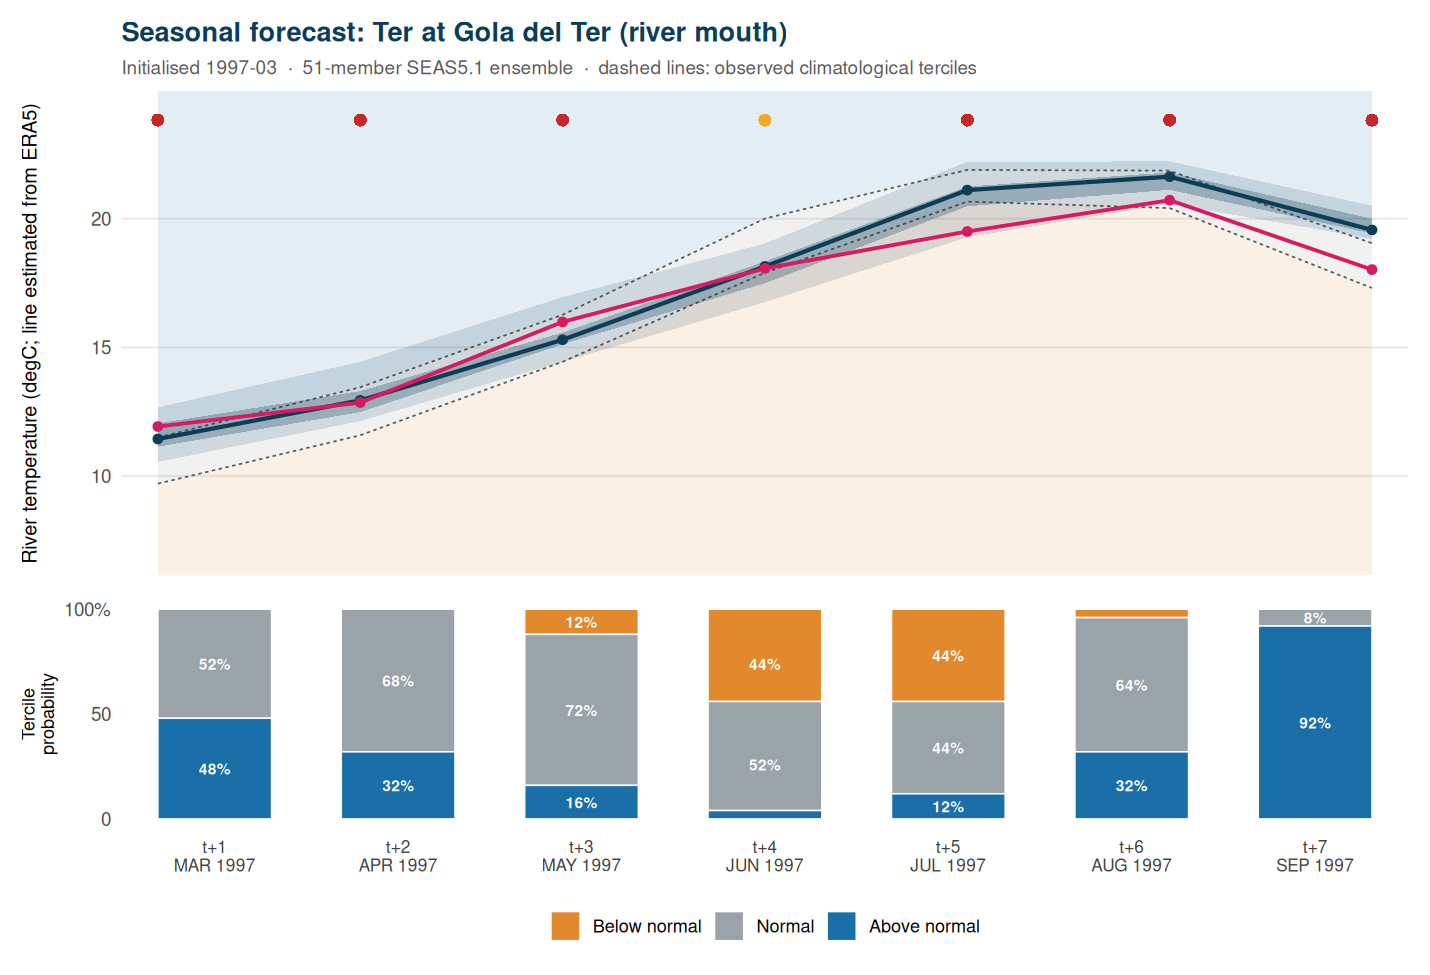 Seasonal forecast: Ter at Gola del Ter (river mouth)
Initialised 1997-03 · 51-member SEAS5.1 ensemble · dashed lines: observed climatological terciles
River temperature (degC; line estimated from ERA5)
20
15
10
Tercile
probability
100%
50
0
52%
48%
68%
32%
12%
72%
16%
44%
52%
44%
44%
12%
64%
32%
8%
92%
t+1
MAR 1997
t+2
APR 1997
t+3
MAY 1997
t+4
JUN 1997
t+5
JUL 1997
t+6
AUG 1997
t+7
SEP 1997
Below normal
Normal
Above normal